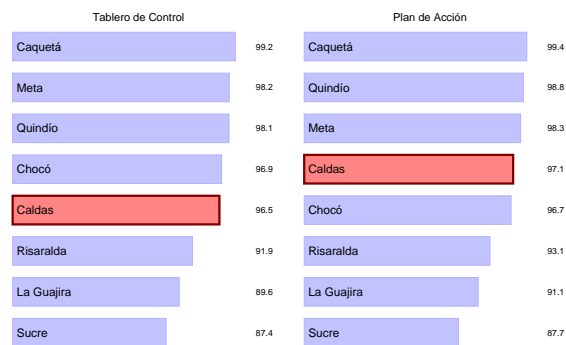 Tablero de Control
Caquetá 99.2
Meta 98.2
Quindío 98.1
Chocó 96.9
Caldas 96.5
Risaralda 91.9
La Guajira 89.6
Sucre 87.4
Plan de Acción
Caquetá 99.4
Quindío 98.8
Meta 98.3
Caldas 97.1
Chocó 96.7
Risaralda 93.1
La Guajira 91.1
Sucre 87.7